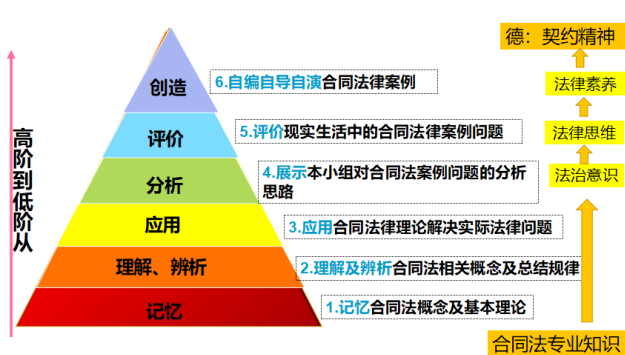 德：契约精神
创造
6.自编自导自演合同法律案例
法律素养
评价
5.评价现实生活中的合同法律案例问题
法律思维
分析
4.展示本小组对合同法案例问题的分析
思路
法治意识
高阶到低阶从
应用
3.应用合同法律理论解决实际法律问题
理解、辨析
2.理解及辨析合同法相关概念及总结规律
记忆
1.记忆合同法概念及基本理论
合同法专业知识